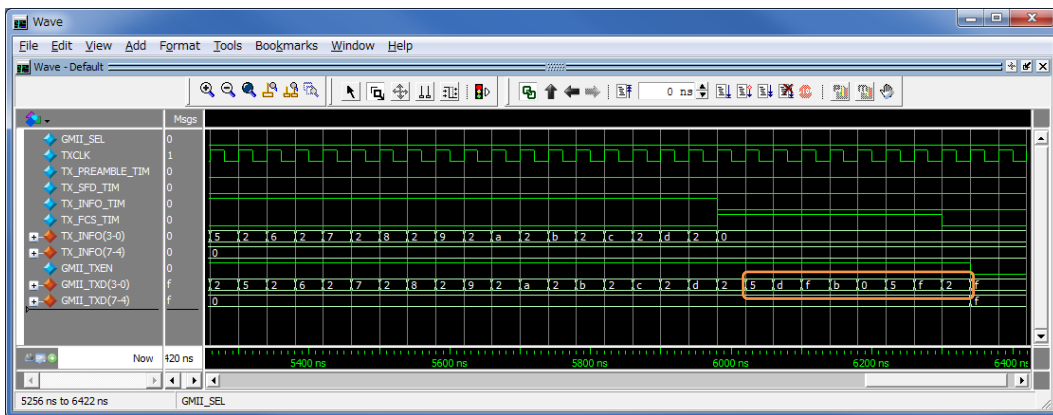 Wave
File Edit View Add Format Tools Bookmarks Window Help
Wave - Default
0 ns
Msgs
GMII_SEL 0
TXCLK 1
TX_PREAMBLE_TIM 0
TX_SFD_TIM 0
TX_INFO_TIM 0
TX_FCS_TIM 0
TX_INFO(3-0) 0 5 2 6 2 7 2 8 2 9 2 a 2 b 2 c 2 d 2 0
TX_INFO(7-4) 0 0
GMII_TXEN 0
GMII_TXD(3-0) f 2 5 2 6 2 7 2 8 2 9 2 a 2 b 2 c 2 d 2 5 d f b 0 5 f 2 f
GMII_TXD(7-4) f 0 f
Now 420 ns 5400 ns 5600 ns 5800 ns 6000 ns 6200 ns 6400 ns
5256 ns to 6422 ns GMII_SEL